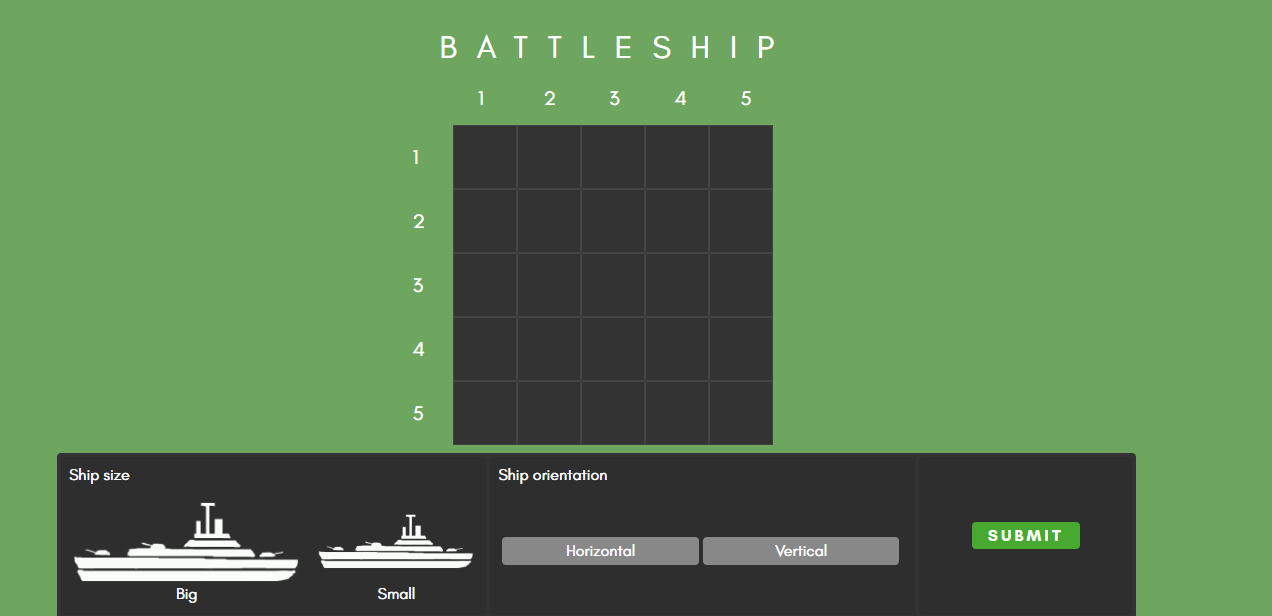 BATTLESHIP
1 2 3 4 5
1
2
3
4
5
Ship size
Ship orientation
Horizontal
Vertical
SUBMIT
Big
Small